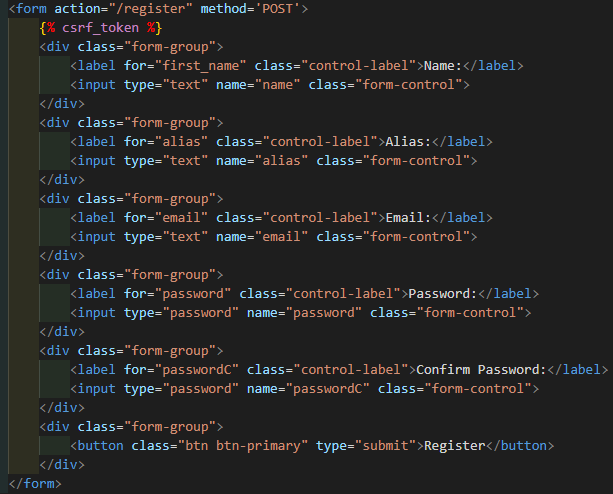 <form action="/register" method='POST'>
{% csrf_token %}
<div class="form-group">
<label for="first_name" class="control-label">Name:</label>
<input type="text" name="name" class="form-control">
</div>
<div class="form-group">
<label for="alias" class="control-label">Alias:</label>
<input type="text" name="alias" class="form-control">
</div>
<div class="form-group">
<label for="email" class="control-label">Email:</label>
<input type="text" name="email" class="form-control">
</div>
<div class="form-group">
<label for="password" class="control-label">Password:</label>
<input type="password" name="password" class="form-control">
</div>
<div class="form-group">
<label for="passwordC" class="control-label">Confirm Password:</label>
<input type="password" name="passwordC" class="form-control">
</div>
<div class="form-group">
<button class="btn btn-primary" type="submit">Register</button>
</div>
</form>